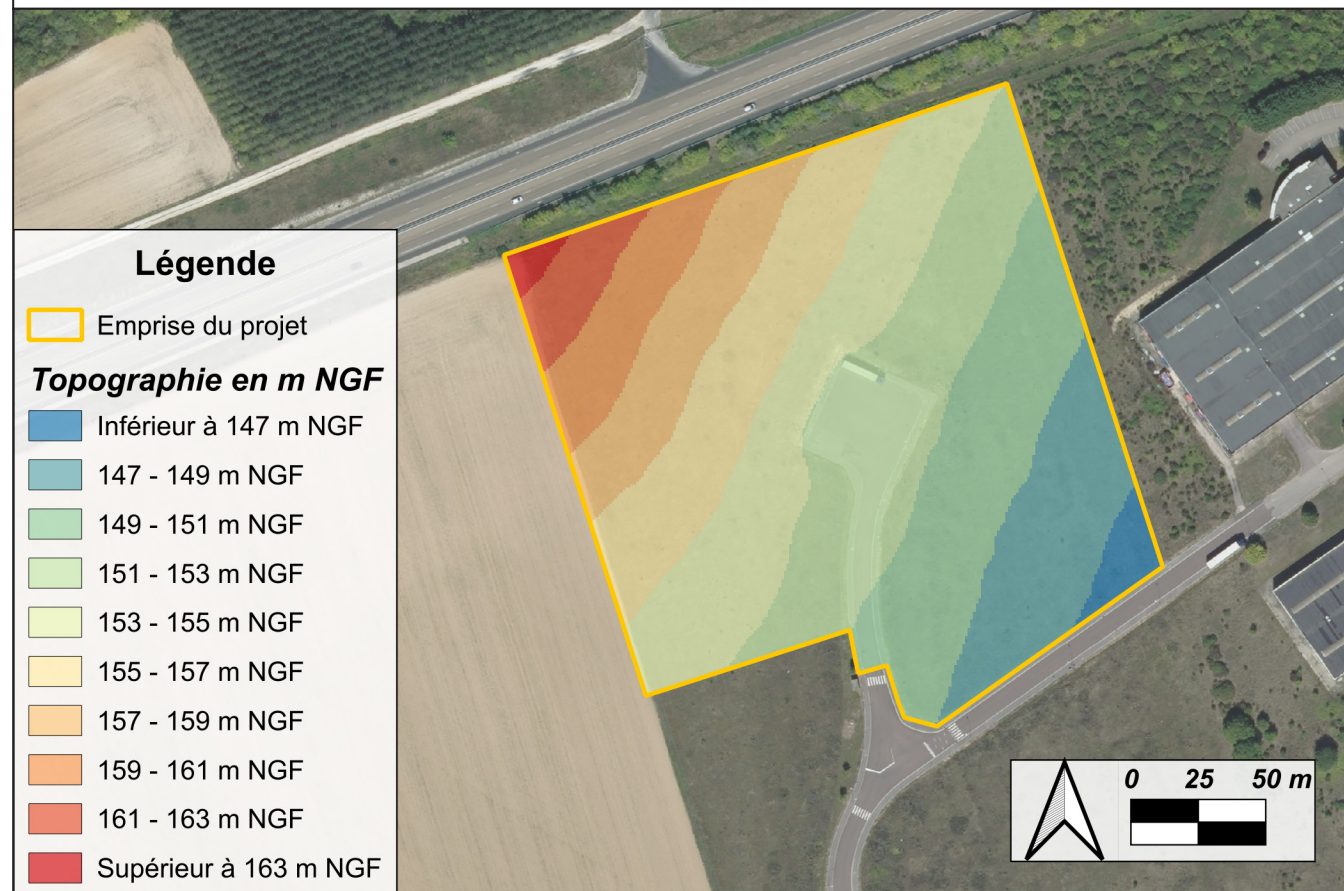 Légende
Emprise du projet
Topographie en m NGF
Inférieur à 147 m NGF
147 - 149 m NGF
149 - 151 m NGF
151 - 153 m NGF
153 - 155 m NGF
155 - 157 m NGF
157 - 159 m NGF
159 - 161 m NGF
161 - 163 m NGF
Supérieur à 163 m NGF
0 25 50 m